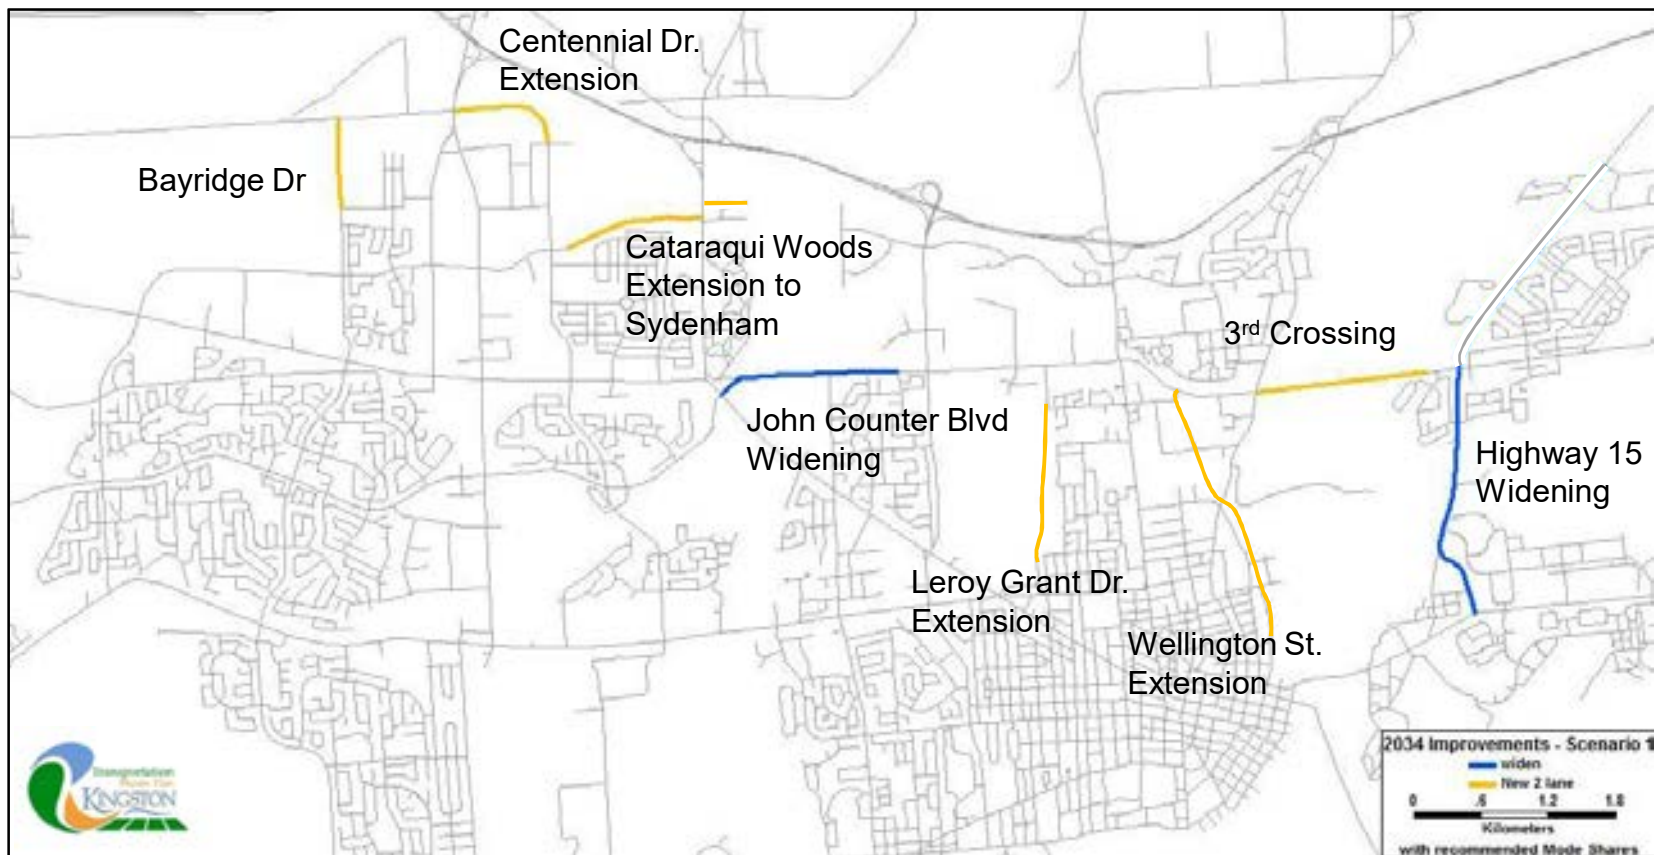 Centennial Dr.
Extension
Bayridge Dr
Cataraqui Woods
Extension to
Sydenham
3rd Crossing
John Counter Blvd
Widening
Highway 15
Widening
Leroy Grant Dr.
Extension
Wellington St.
Extension
Transportation
Master Plan
KINGSTON
2034 Improvements - Scenario 1
widen
New 2 lane
0 .6 1.2 1.8
Kilometers
with recommended Mode Shares